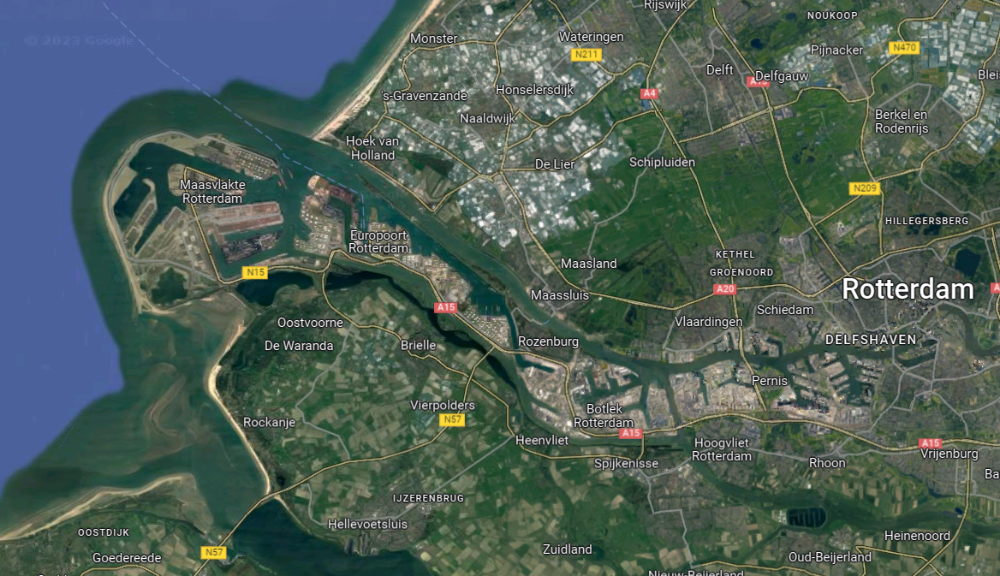 Rijswijk
NOUKOOP
Monster
Wateringen
N211
N470
Pijnacker
© 2023 Google
Delft
Delfgauw
's-Gravenzande
Honselersdijk
A4
Naaldwijk
Berkel en
Rodenrijs
Hoek van
Holland
De Lier
Schipluiden
Maasvlakte
Rotterdam
N209
HILLEGERSBERG
Europoort
Rotterdam
KETHEL
Maasland
N15
GROENOORD
A20
Rotterdam
Maassluis
A15
Schiedam
Oostvoorne
Vlaardingen
De Waranda
Brielle
Rozenburg
DELFSHAVEN
Pernis
Vierpolders
Botlek
Rotterdam
N57
Rockanje
A15
Heenvliet
Hoogvliet
Rotterdam
A15
Vrijenburg
Spijkenisse
Rhoon
IJZERENBRUG
Hellevoetsluis
OOSTDIJK
Heinenoord
N57
Goedereede
Zuidland
Oud-Beijerland
Nieuw-Beijerland